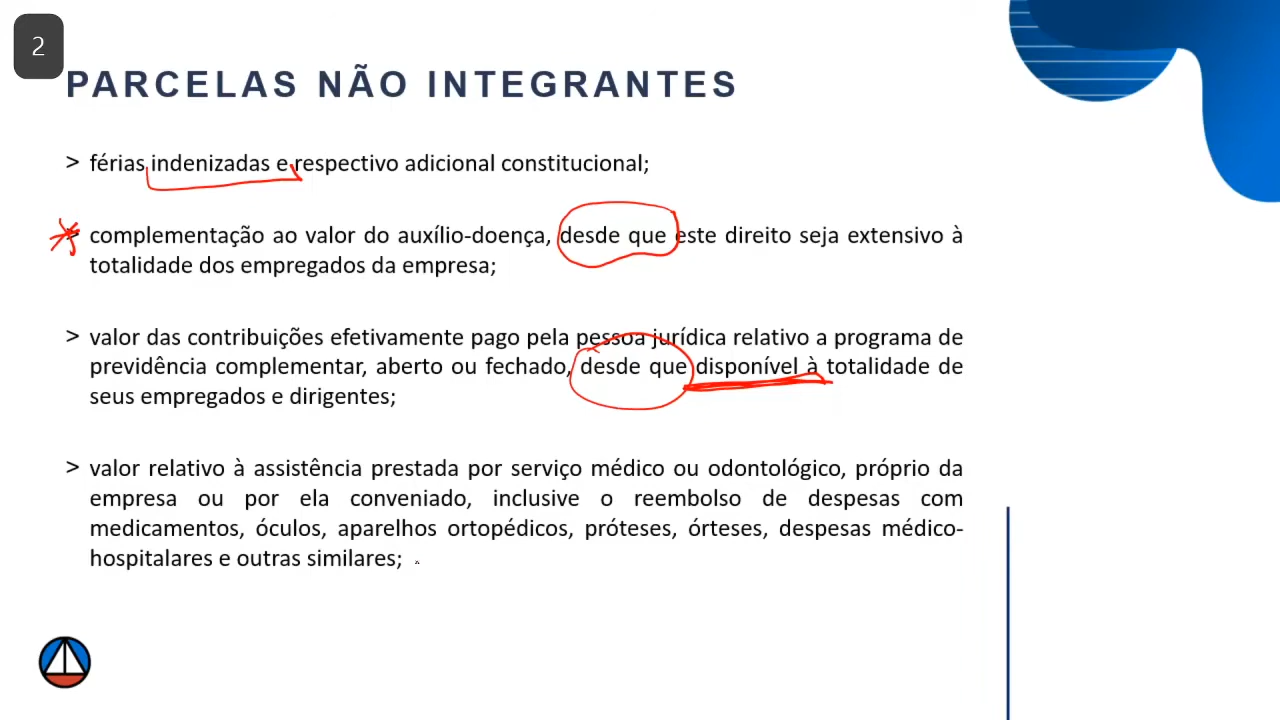 2
PARCELAS NÃO INTEGRANTES
> férias indenizadas e respectivo adicional constitucional;
> complementação ao valor do auxílio-doença, desde que este direito seja extensivo à
totalidade dos empregados da empresa;
> valor das contribuições efetivamente pago pela pessoa jurídica relativo a programa de
previdência complementar, aberto ou fechado, desde que disponível à totalidade de
seus empregados e dirigentes;
> valor relativo à assistência prestada por serviço médico ou odontológico, próprio da
empresa ou por ela conveniado, inclusive o reembolso de despesas com
medicamentos, óculos, aparelhos ortopédicos, próteses, órteses, despesas médico-
hospitalares e outras similares;